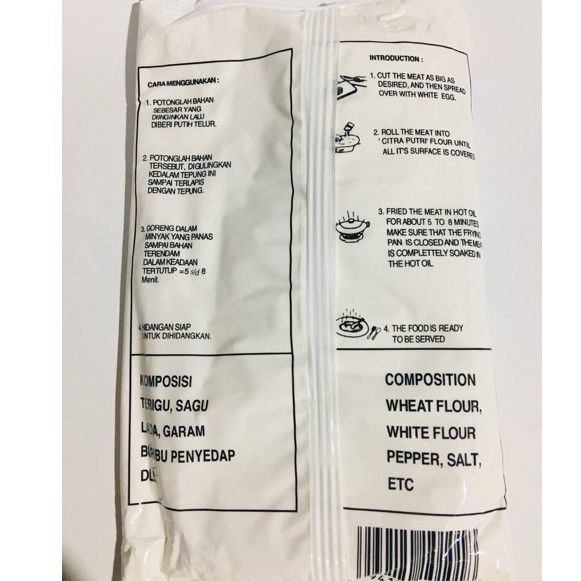 CARA MENGGUNAKAN :
1. POTONGLAH BAHAN
SEBESAR YANG
DIINGINKAN LALU
DIBERI PUTIH TELUR.
2. POTONGLAH BAHAN
TERSEBUT, DIGULINGKAN
KEDALAM TEPUNG INI
SAMPAI TERLAPIS
DENGAN TEPUNG.
3. GORENG DALAM
MINYAK YANG PANAS
SAMPAI BAHAN
TERENDAM
DALAM KEADAAN
TERTUTUP =5 s/d 8
Menit.
4. HIDANGAN SIAP
UNTUK DIHIDANGKAN.
KOMPOSISI
TERIGU, SAGU
LADA, GARAM
BUMBU PENYEDAP
DLL
INTRODUCTION :
1. CUT THE MEAT AS BIG AS
DESIRED, AND THEN SPREAD
OVER WITH WHITE EGG.
2. ROLL THE MEAT INTO
' CITRA PUTRI' FLOUR UNTIL
ALL IT'S SURFACE IS COVERED
3. FRIED THE MEAT IN HOT OIL
FOR ABOUT 5 TO 8 MINUTES
MAKE SURE THAT THE FRYING
PAN IS CLOSED AND THE MEAT
IS COMPLETTELY SOAKED IN
THE HOT OIL
4. THE FOOD IS READY
TO BE SERVED
COMPOSITION
WHEAT FLOUR,
WHITE FLOUR
PEPPER, SALT,
ETC